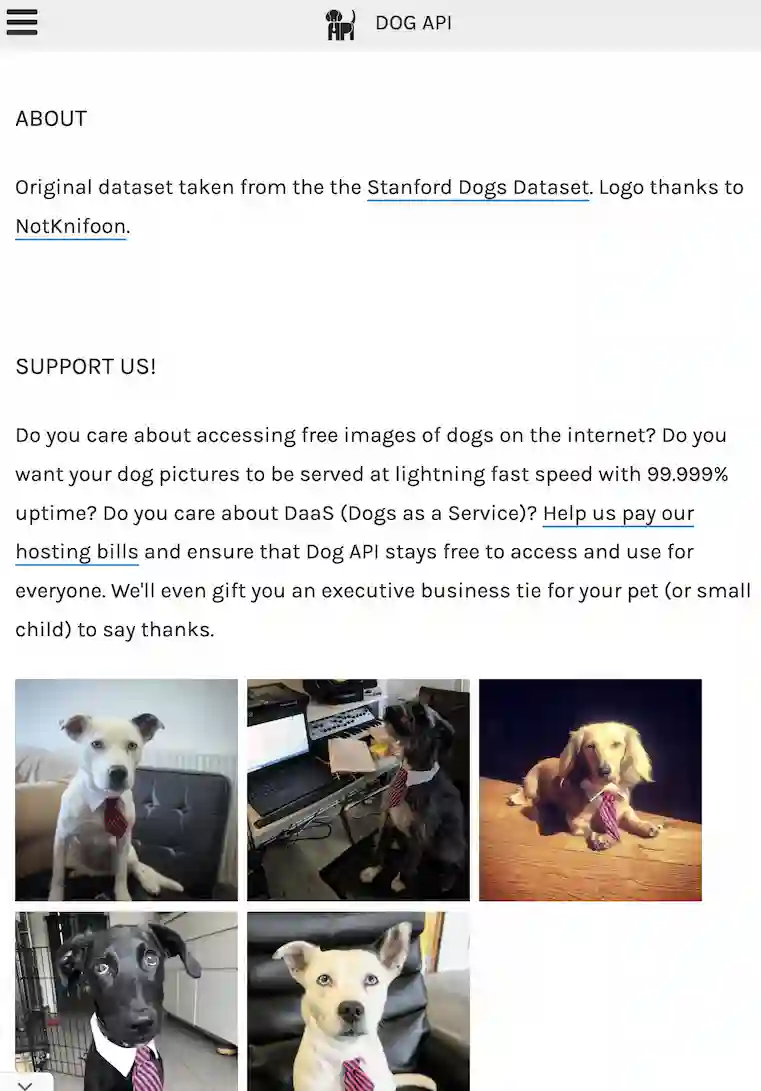 DOG API
ABOUT
Original dataset taken from the the Stanford Dogs Dataset. Logo thanks to
NotKnifoon.
SUPPORT US!
Do you care about accessing free images of dogs on the internet? Do you
want your dog pictures to be served at lightning fast speed with 99.999%
uptime? Do you care about DaaS (Dogs as a Service)? Help us pay our
hosting bills and ensure that Dog API stays free to access and use for
everyone. We'll even gift you an executive business tie for your pet (or small
child) to say thanks.